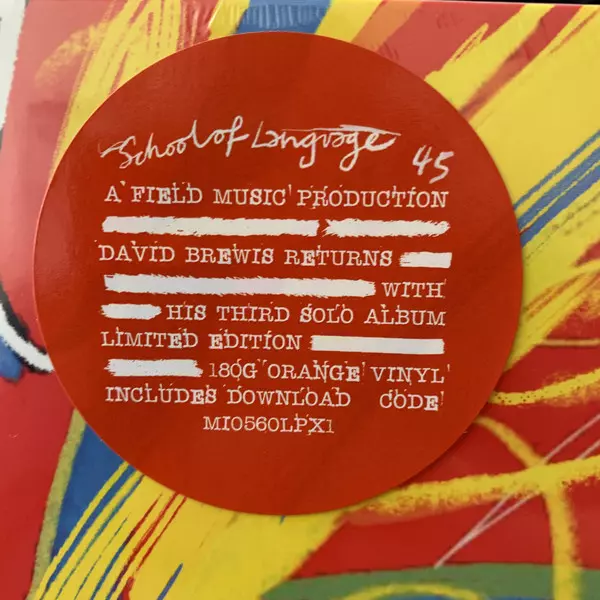 School of Language 45
A FIELD MUSIC PRODUCTION
DAVID BREWIS RETURNS
WITH
HIS THIRD SOLO ALBUM
LIMITED EDITION
180G ORANGE VINYL
INCLUDES DOWNLOAD CODE
MI0560LPX1